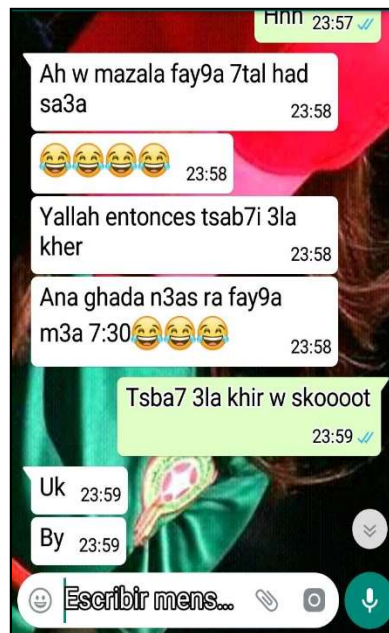 Hnn 23:57
Ah w mazala fay9a 7tal had
sa3a 23:58
😂😂😂😂 23:58
Yallah entonces tsab7i 3la
kher 23:58
Ana ghada n3as ra fay9a
m3a 7:30😂😂😂 23:58
Tsba7 3la khir w skoooot
23:59
Uk 23:59
By 23:59
Escribir mens...